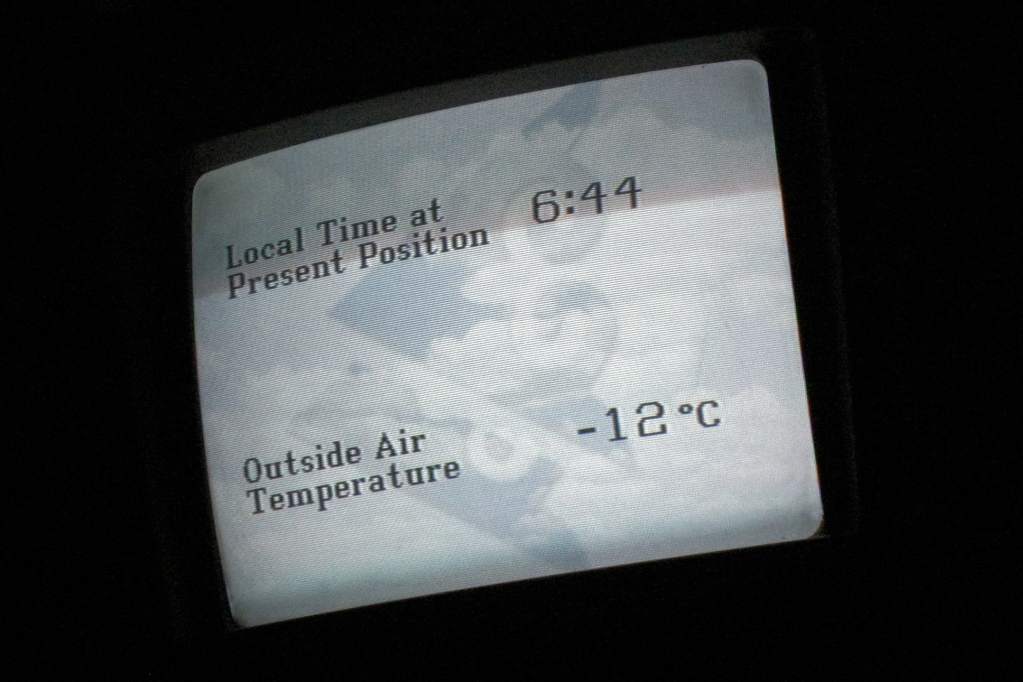 Local Time at 6:44
Present Position
Outside Air -12 °C
Temperature